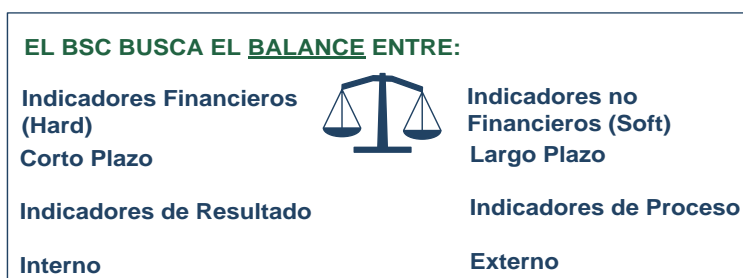 EL BSC BUSCA EL BALANCE ENTRE:
Indicadores Financieros
(Hard)
Corto Plazo
Indicadores de Resultado
Interno
Indicadores no
Financieros (Soft)
Largo Plazo
Indicadores de Proceso
Externo